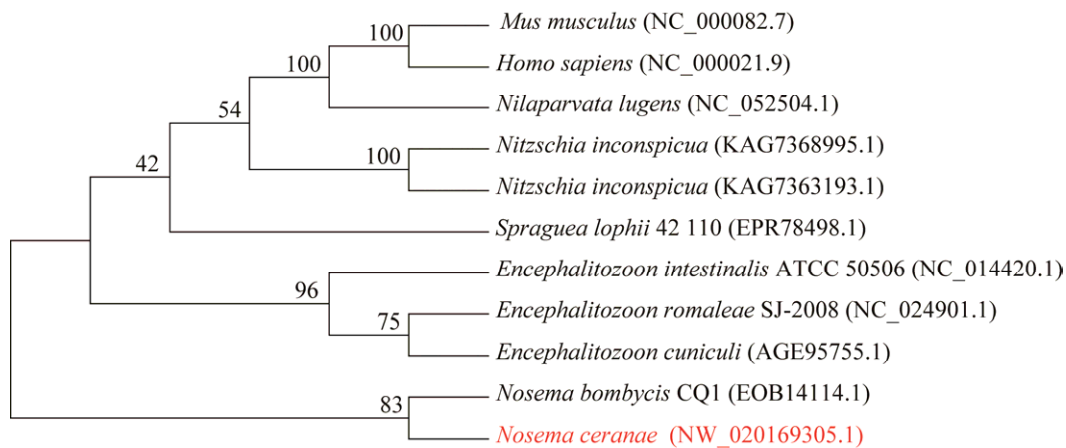 Mus musculus (NC_000082.7)
100
Homo sapiens (NC_000021.9)
100
Nilaparvata lugens (NC_052504.1)
54
Nitzschia inconspicua (KAG7368995.1)
100
42
Nitzschia inconspicua (KAG7363193.1)
Spraguea lophii 42 110 (EPR78498.1)
Encephalitozoon intestinalis ATCC 50506 (NC_014420.1)
96
Encephalitozoon romaleae SJ-2008 (NC_024901.1)
75
Encephalitozoon cuniculi (AGE95755.1)
Nosema bombycis CQ1 (EOB14114.1)
83
Nosema ceranae (NW_020169305.1)